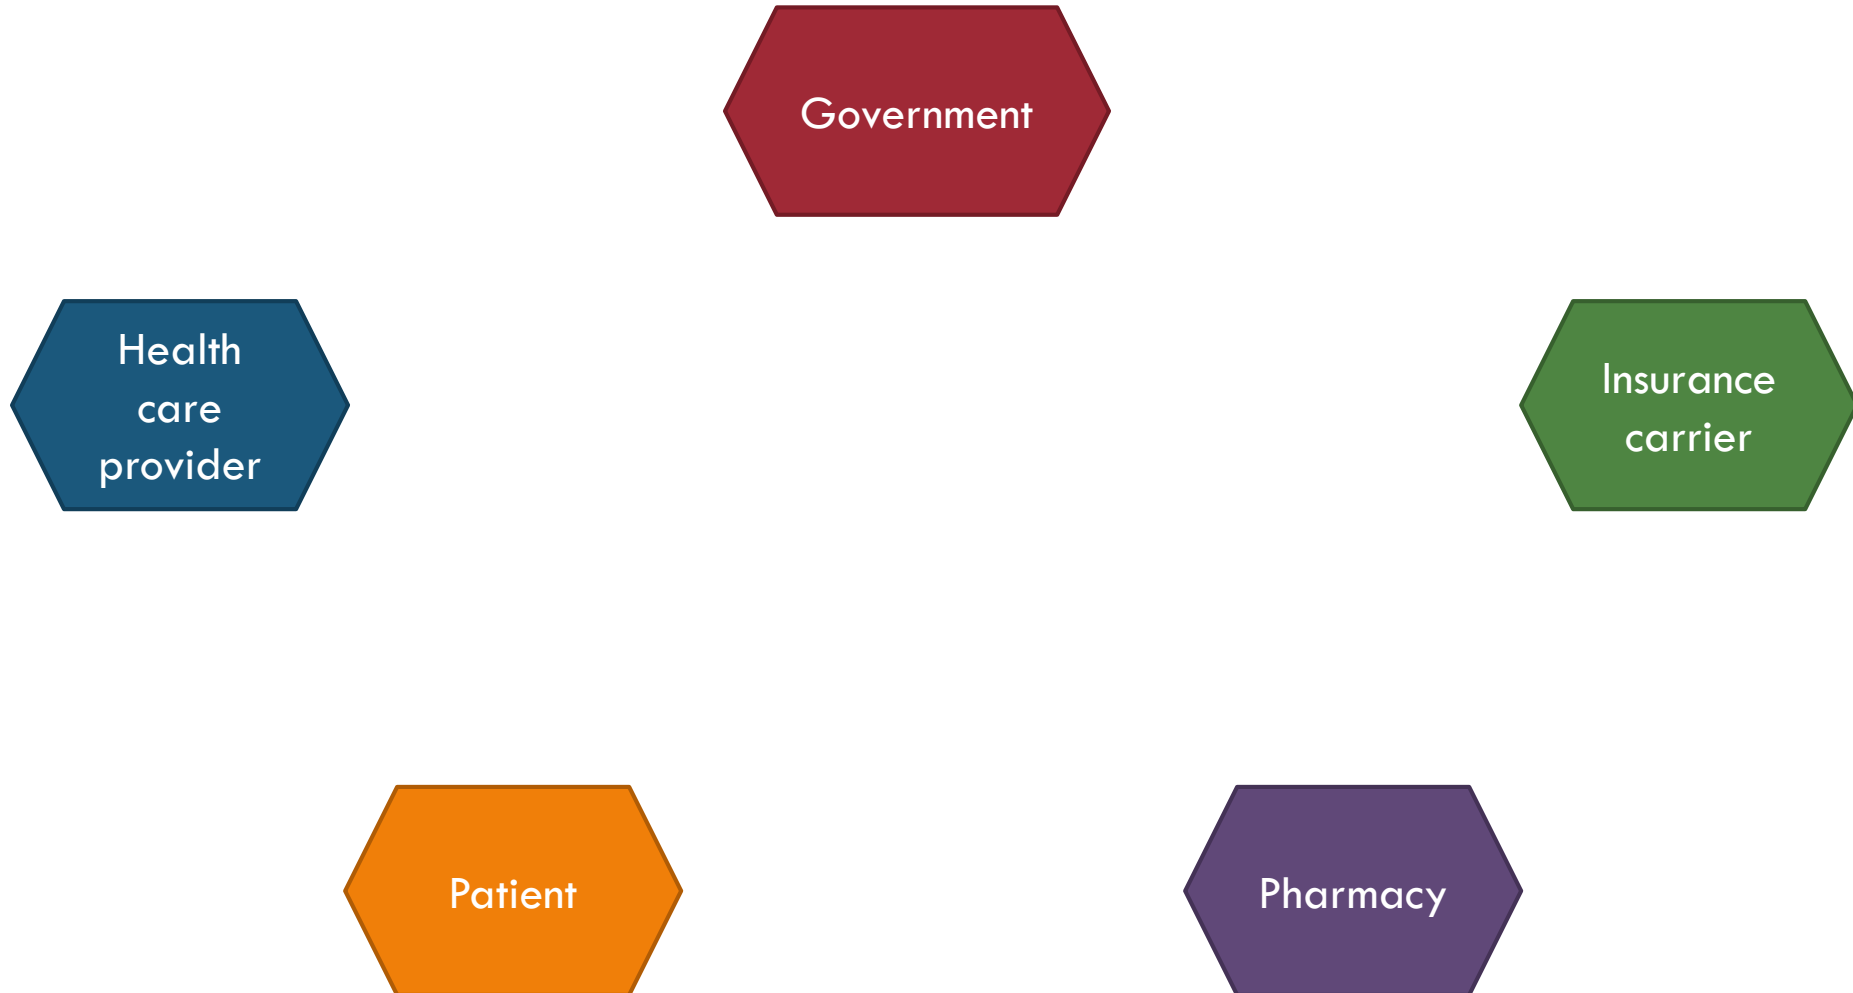 Government
Health
care
provider
Insurance
carrier
Patient
Pharmacy